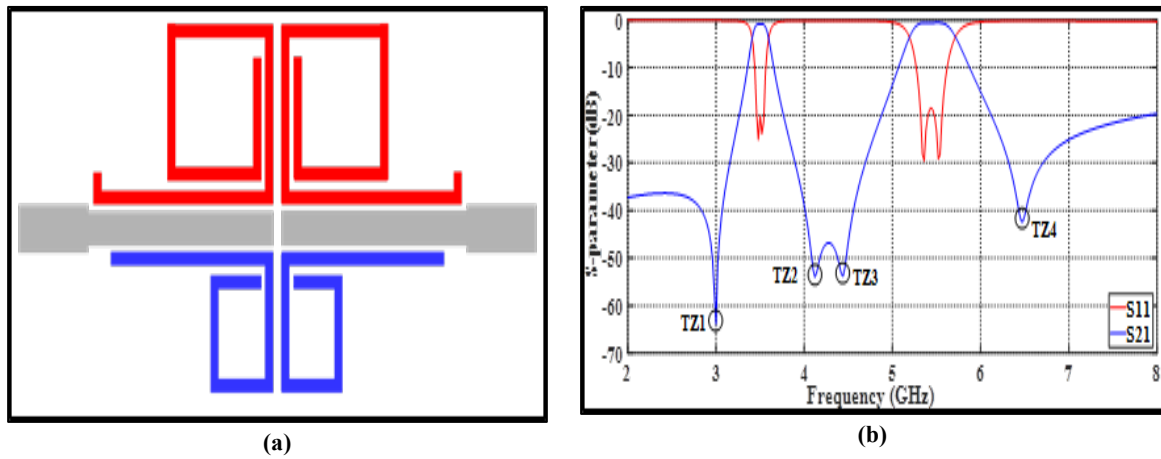 0
-10
-20
-30
-40
-50
-60
-70
S-parameter(dB)
TZ1
TZ2
TZ3
TZ4
S11
S21
2 3 4 5 6 7 8
Frequency (GHz)
(a)
(b)